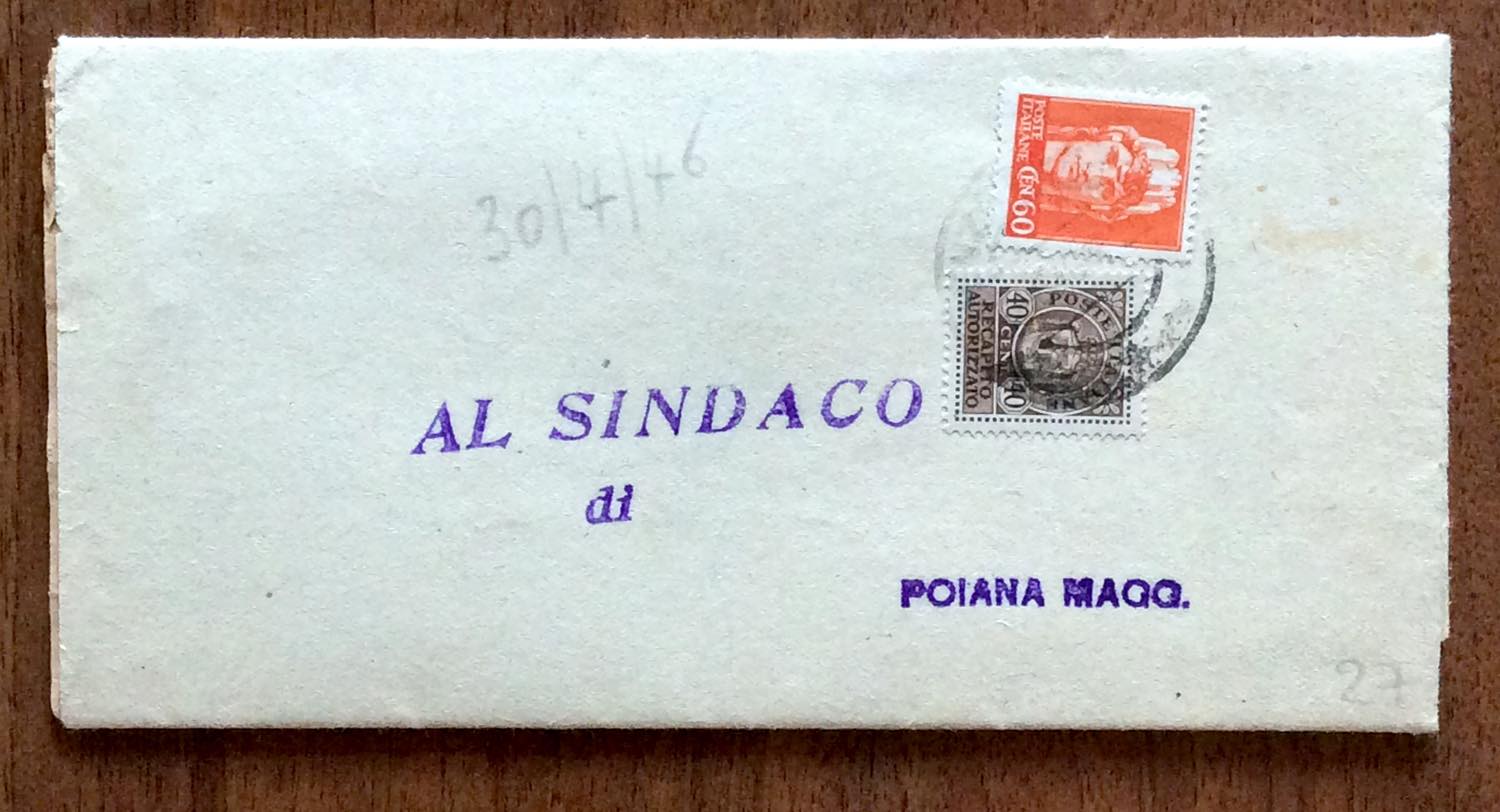 30/4/46
POSTE
ITALIANE CEN 60
POSTE ITALIANE
40 CENT 40
RECAPITO
AUTORIZZATO
AL SINDACO
di
POIANA MAGG.
27